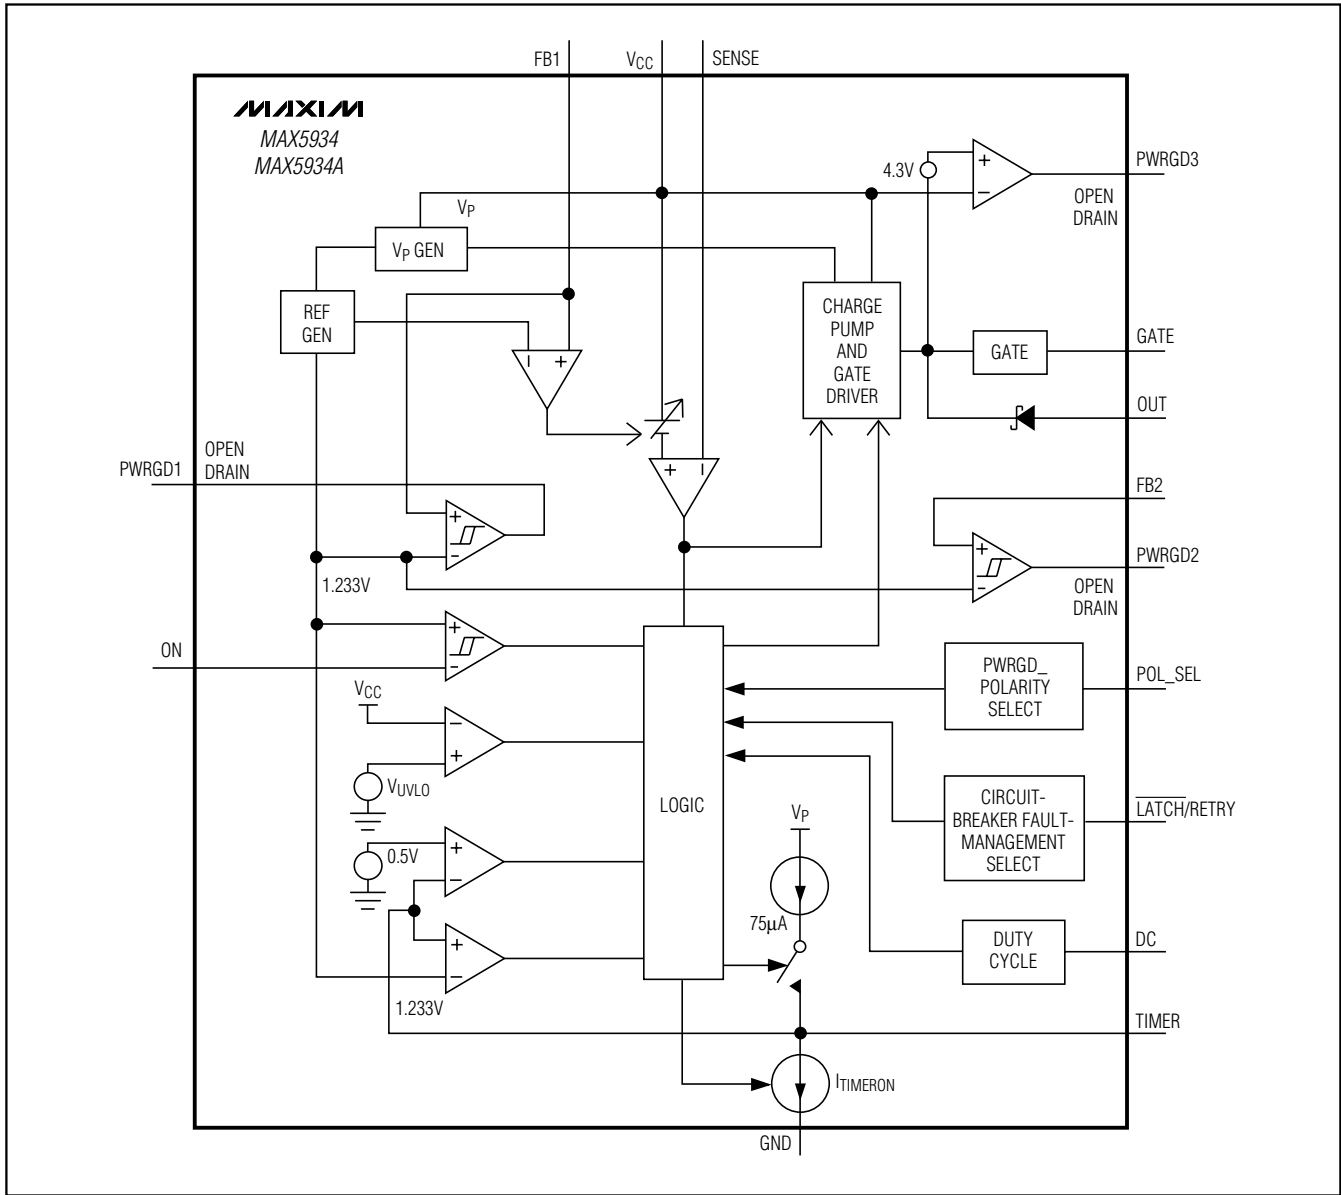 FB1
VCC
SENSE
MAXIM
MAX5934
MAX5934A
4.3V
+
−
PWRGD3
OPEN
DRAIN
VP
VP GEN
REF
GEN
CHARGE
PUMP
AND
GATE
DRIVER
GATE
GATE
− +
OUT
PWRGD1
OPEN
DRAIN
+ −
FB2
+
-
+
-
PWRGD2
OPEN
DRAIN
1.233V
ON
+
-
PWRGD_
POLARITY
SELECT
POL_SEL
VCC
−
+
VUVLO
LOGIC
CIRCUIT-
BREAKER FAULT-
MANAGEMENT
SELECT
LATCH/RETRY
VP
0.5V
+
−
75µA
DUTY
CYCLE
DC
+
−
1.233V
TIMER
ITIMERON
GND